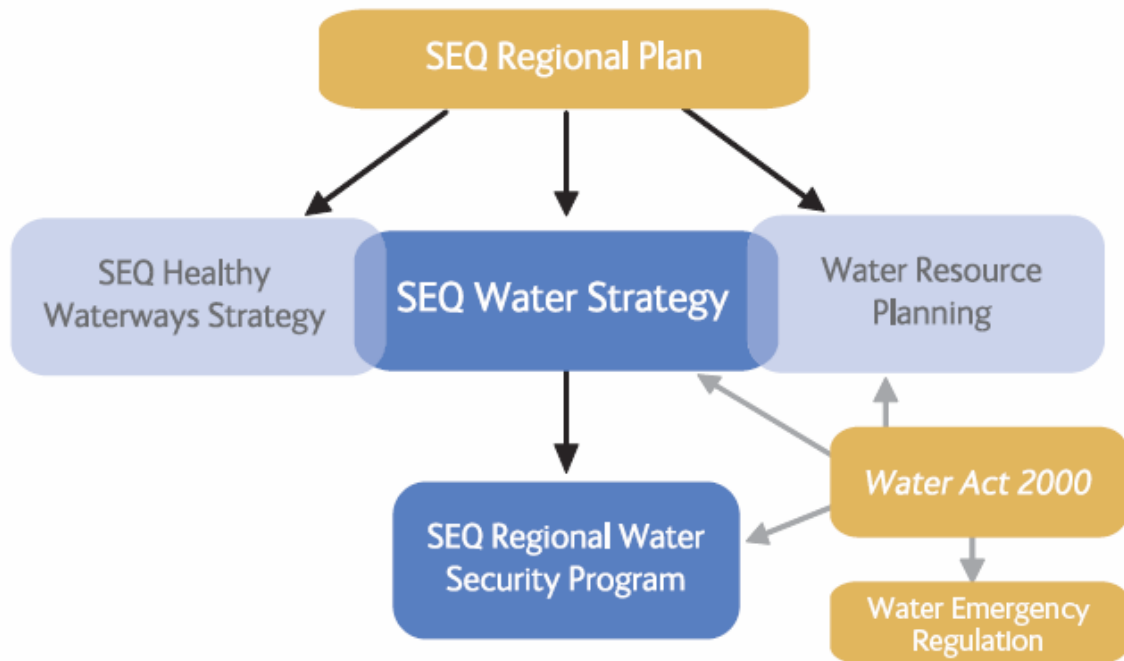 SEQ Regional Plan
SEQ Healthy
Waterways Strategy
SEQ Water Strategy
Water Resource
Planning
Water Act 2000
SEQ Regional Water
Security Program
Water Emergency
Regulation